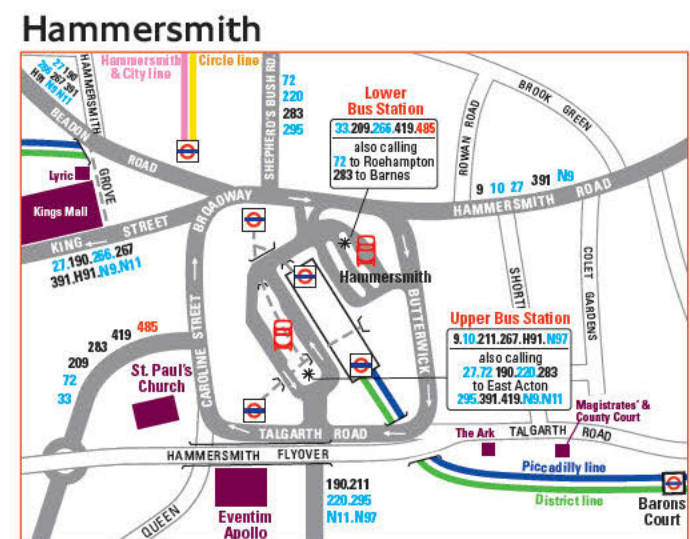 Hammersmith
Hammersmith
& City line
Circle line
27 190
266 267 391
H91 N9 N11
HAMMERSMITH
GROVE
BEADON
ROAD
SHEPHERD'S BUSH RD.
72
220
283
295
Lower
Bus Station
33.209.266.419.485
also calling
72 to Roehampton
283 to Barnes
ROWAN ROAD
BROOK GREEN
9 10 27 391 N9
HAMMERSMITH ROAD
Lyric
Kings Mall
KING STREET
27.190.266.267
391.H91.N9.N11
BROADWAY
Hammersmith
BUTTERWICK
SHORT
COLET GARDENS
CAROLINE STREET
485
419
283
209
72
33
St. Paul's
Church
Upper Bus Station
9.10.211.267.H91.N97
also calling
27.72 190.220.283
to East Acton
295.391.419.N9.N11
Magistrates' &
County Court
The Ark
TALGARTH ROAD
TALGARTH ROAD
HAMMERSMITH FLYOVER
Piccadilly line
District line
Barons
Court
190.211
220.295
N11.N97
Eventim
Apollo
QUEEN